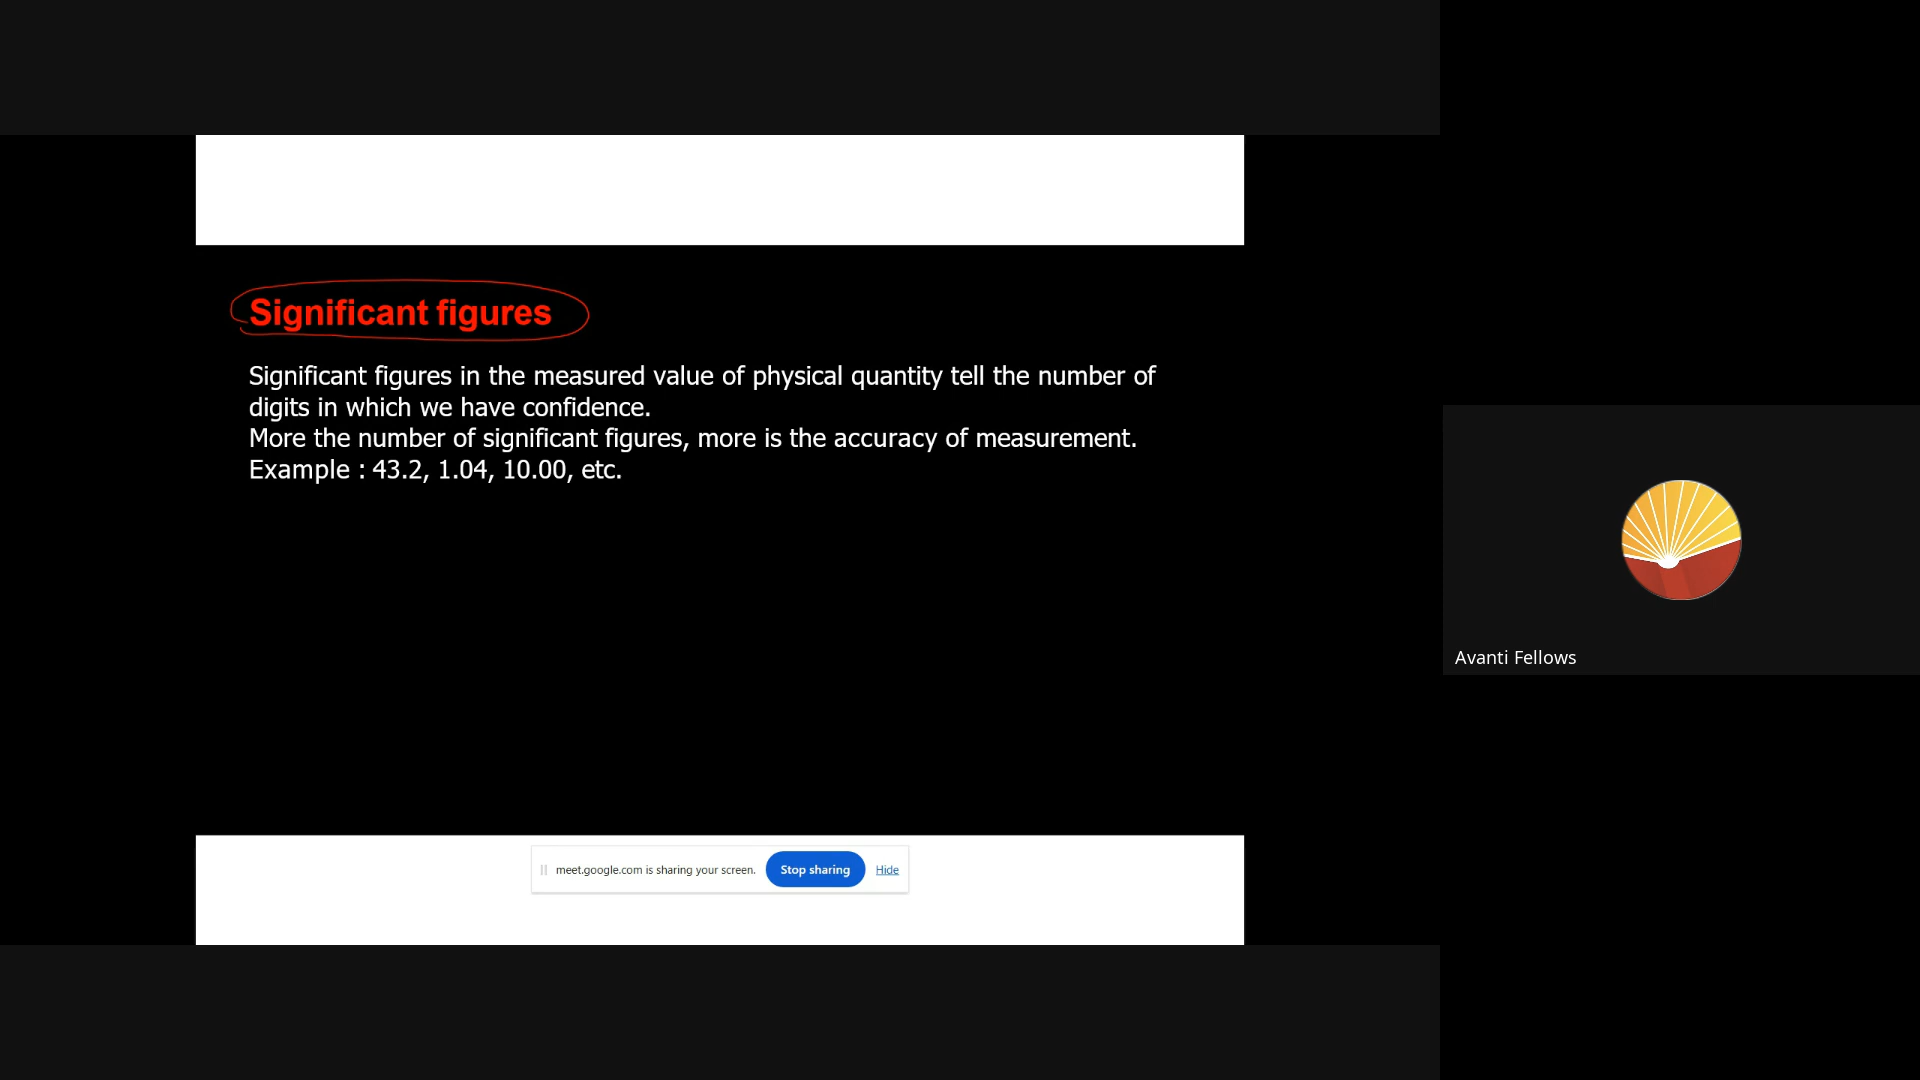 Significant figures
Significant figures in the measured value of physical quantity tell the number of
digits in which we have confidence.
More the number of significant figures, more is the accuracy of measurement.
Example : 43.2, 1.04, 10.00, etc.
Avanti Fellows
meet.google.com is sharing your screen. Stop sharing Hide